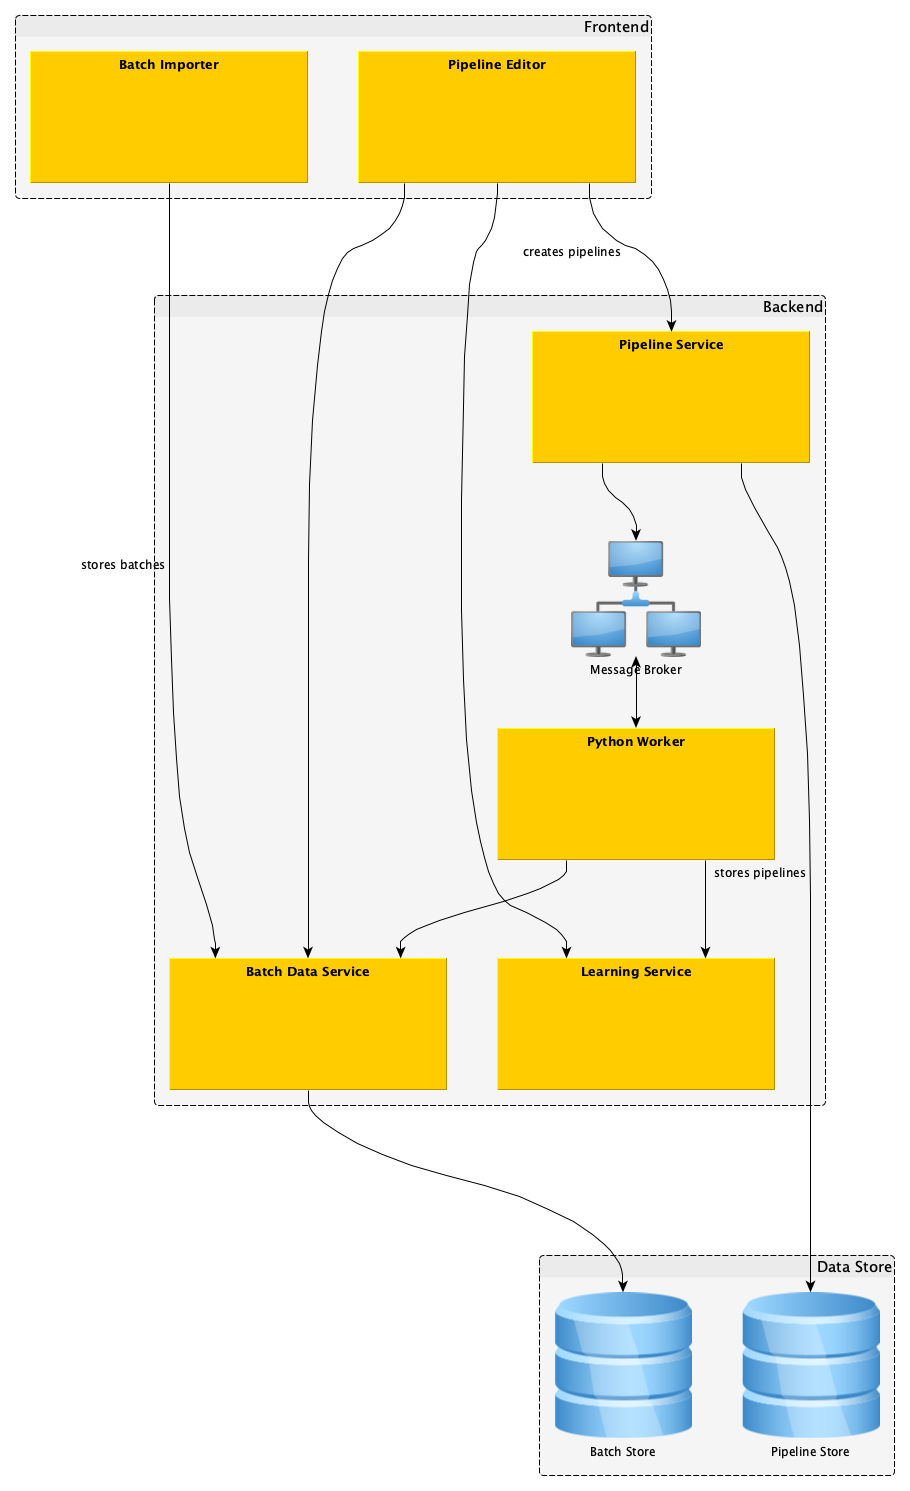 Frontend
Batch Importer
Pipeline Editor
creates pipelines
Backend
Pipeline Service
stores batches
Message Broker
Python Worker
stores pipelines
Batch Data Service
Learning Service
Data Store
Batch Store
Pipeline Store